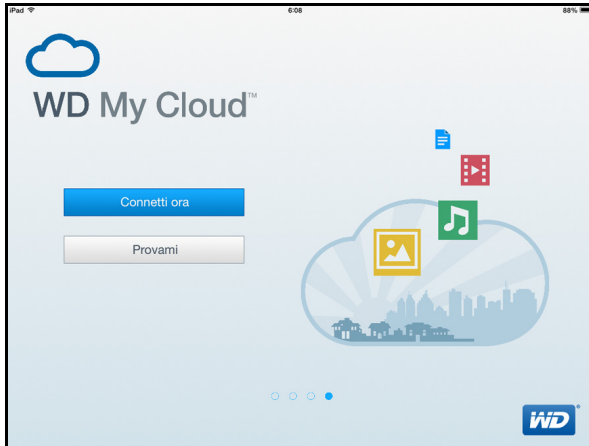 iPad 6:08 88%
WD My Cloud™
Connetti ora
Provami
WD®